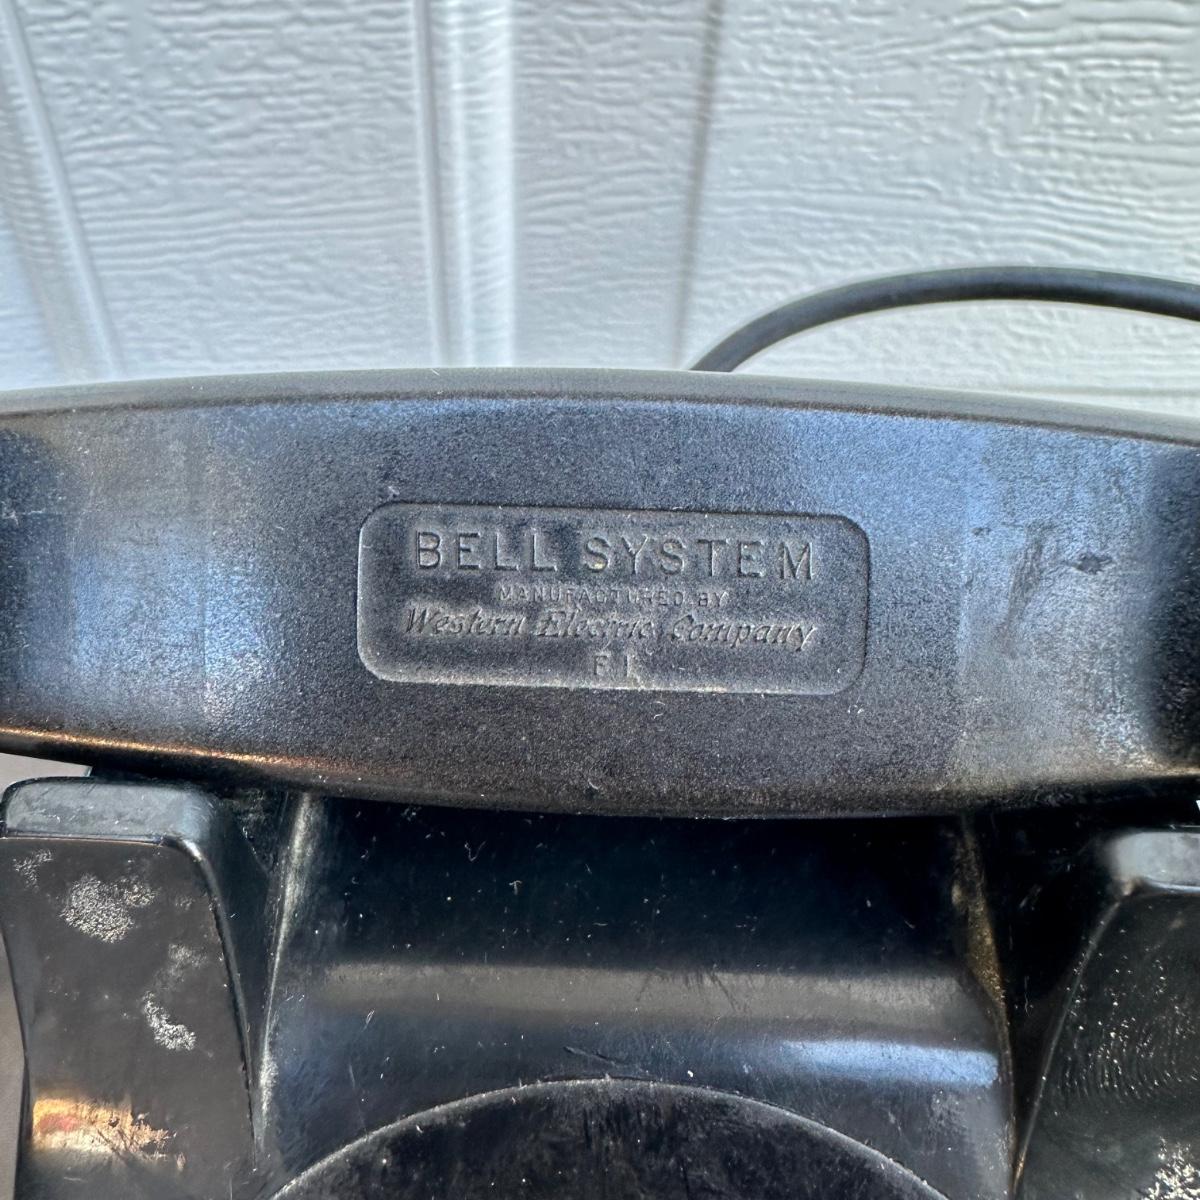 BELL SYSTEM
MANUFACTURED BY
Western Electric Company
F1